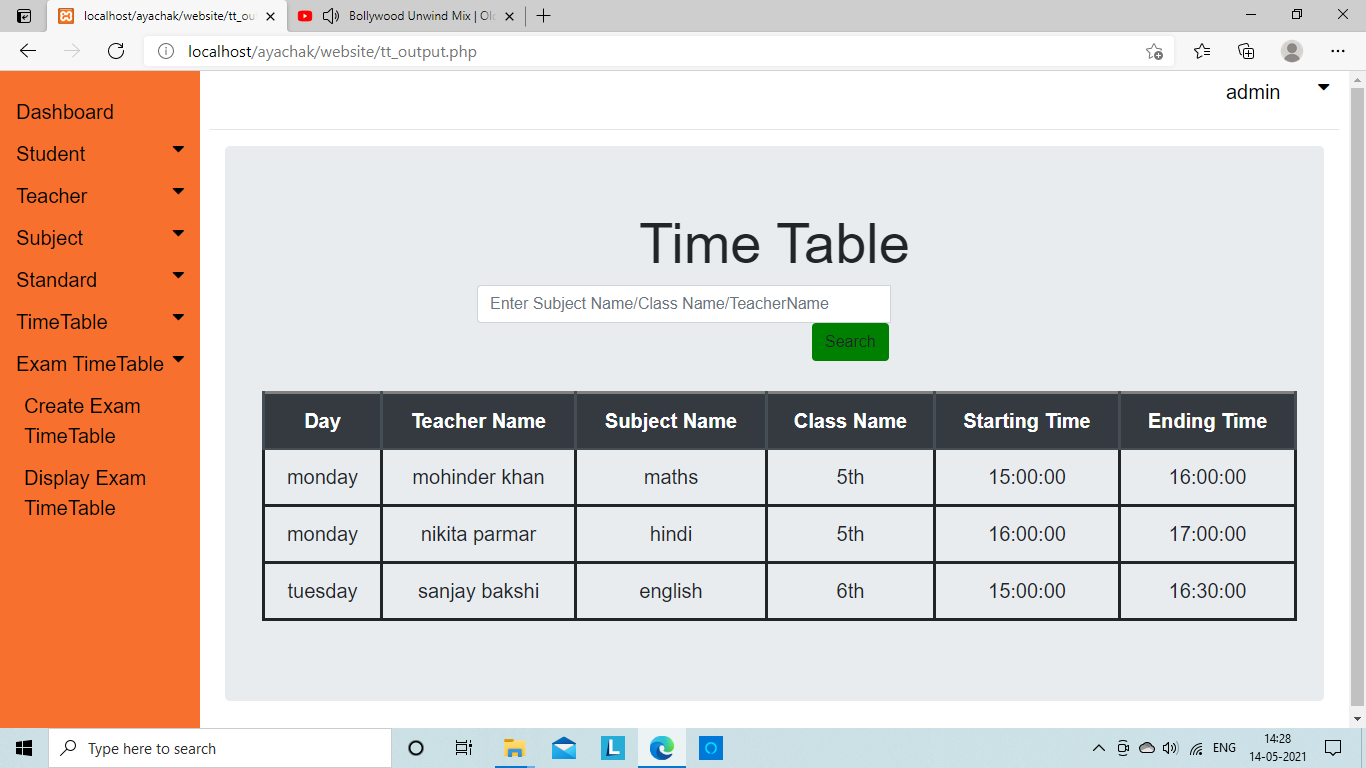 localhost/ayachak/website/tt_ou
Bollywood Unwind Mix | Ol
localhost/ayachak/website/tt_output.php
admin
Dashboard
Student
Teacher
Subject
Standard
TimeTable
Exam TimeTable
Create Exam
TimeTable
Display Exam
TimeTable
Time Table
Enter Subject Name/Class Name/TeacherName
Search
Day Teacher Name Subject Name Class Name Starting Time Ending Time
monday mohinder khan maths 5th 15:00:00 16:00:00
monday nikita parmar hindi 5th 16:00:00 17:00:00
tuesday sanjay bakshi english 6th 15:00:00 16:30:00
Type here to search
L
ENG
14:28
14-05-2021